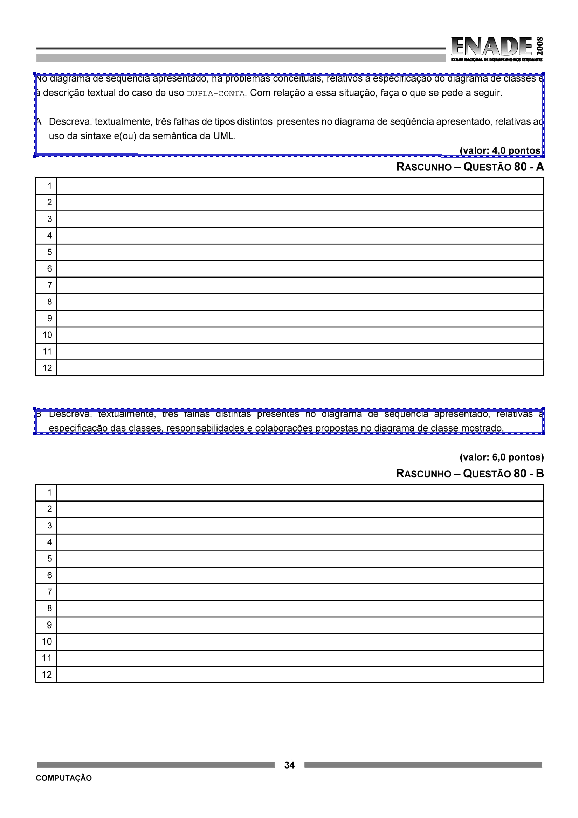 ENADE 2008
EXAME NACIONAL DE DESEMPENHO DOS ESTUDANTES
No diagrama de seqüência apresentado, há problemas conceituais, relativos à especificação do diagrama de classes e
à descrição textual do caso de uso DUPLA-CONTA. Com relação a essa situação, faça o que se pede a seguir.
A Descreva, textualmente, três falhas de tipos distintos presentes no diagrama de seqüência apresentado, relativas ao
uso da sintaxe e(ou) da semântica da UML.
(valor: 4,0 pontos)
RASCUNHO – QUESTÃO 80 - A
1
2
3
4
5
6
7
8
9
10
11
12
B Descreva, textualmente, três falhas distintas presentes no diagrama de seqüência apresentado, relativas à
especificação das classes, responsabilidades e colaborações propostas no diagrama de classe mostrado.
(valor: 6,0 pontos)
RASCUNHO – QUESTÃO 80 - B
1
2
3
4
5
6
7
8
9
10
11
12
34
COMPUTAÇÃO